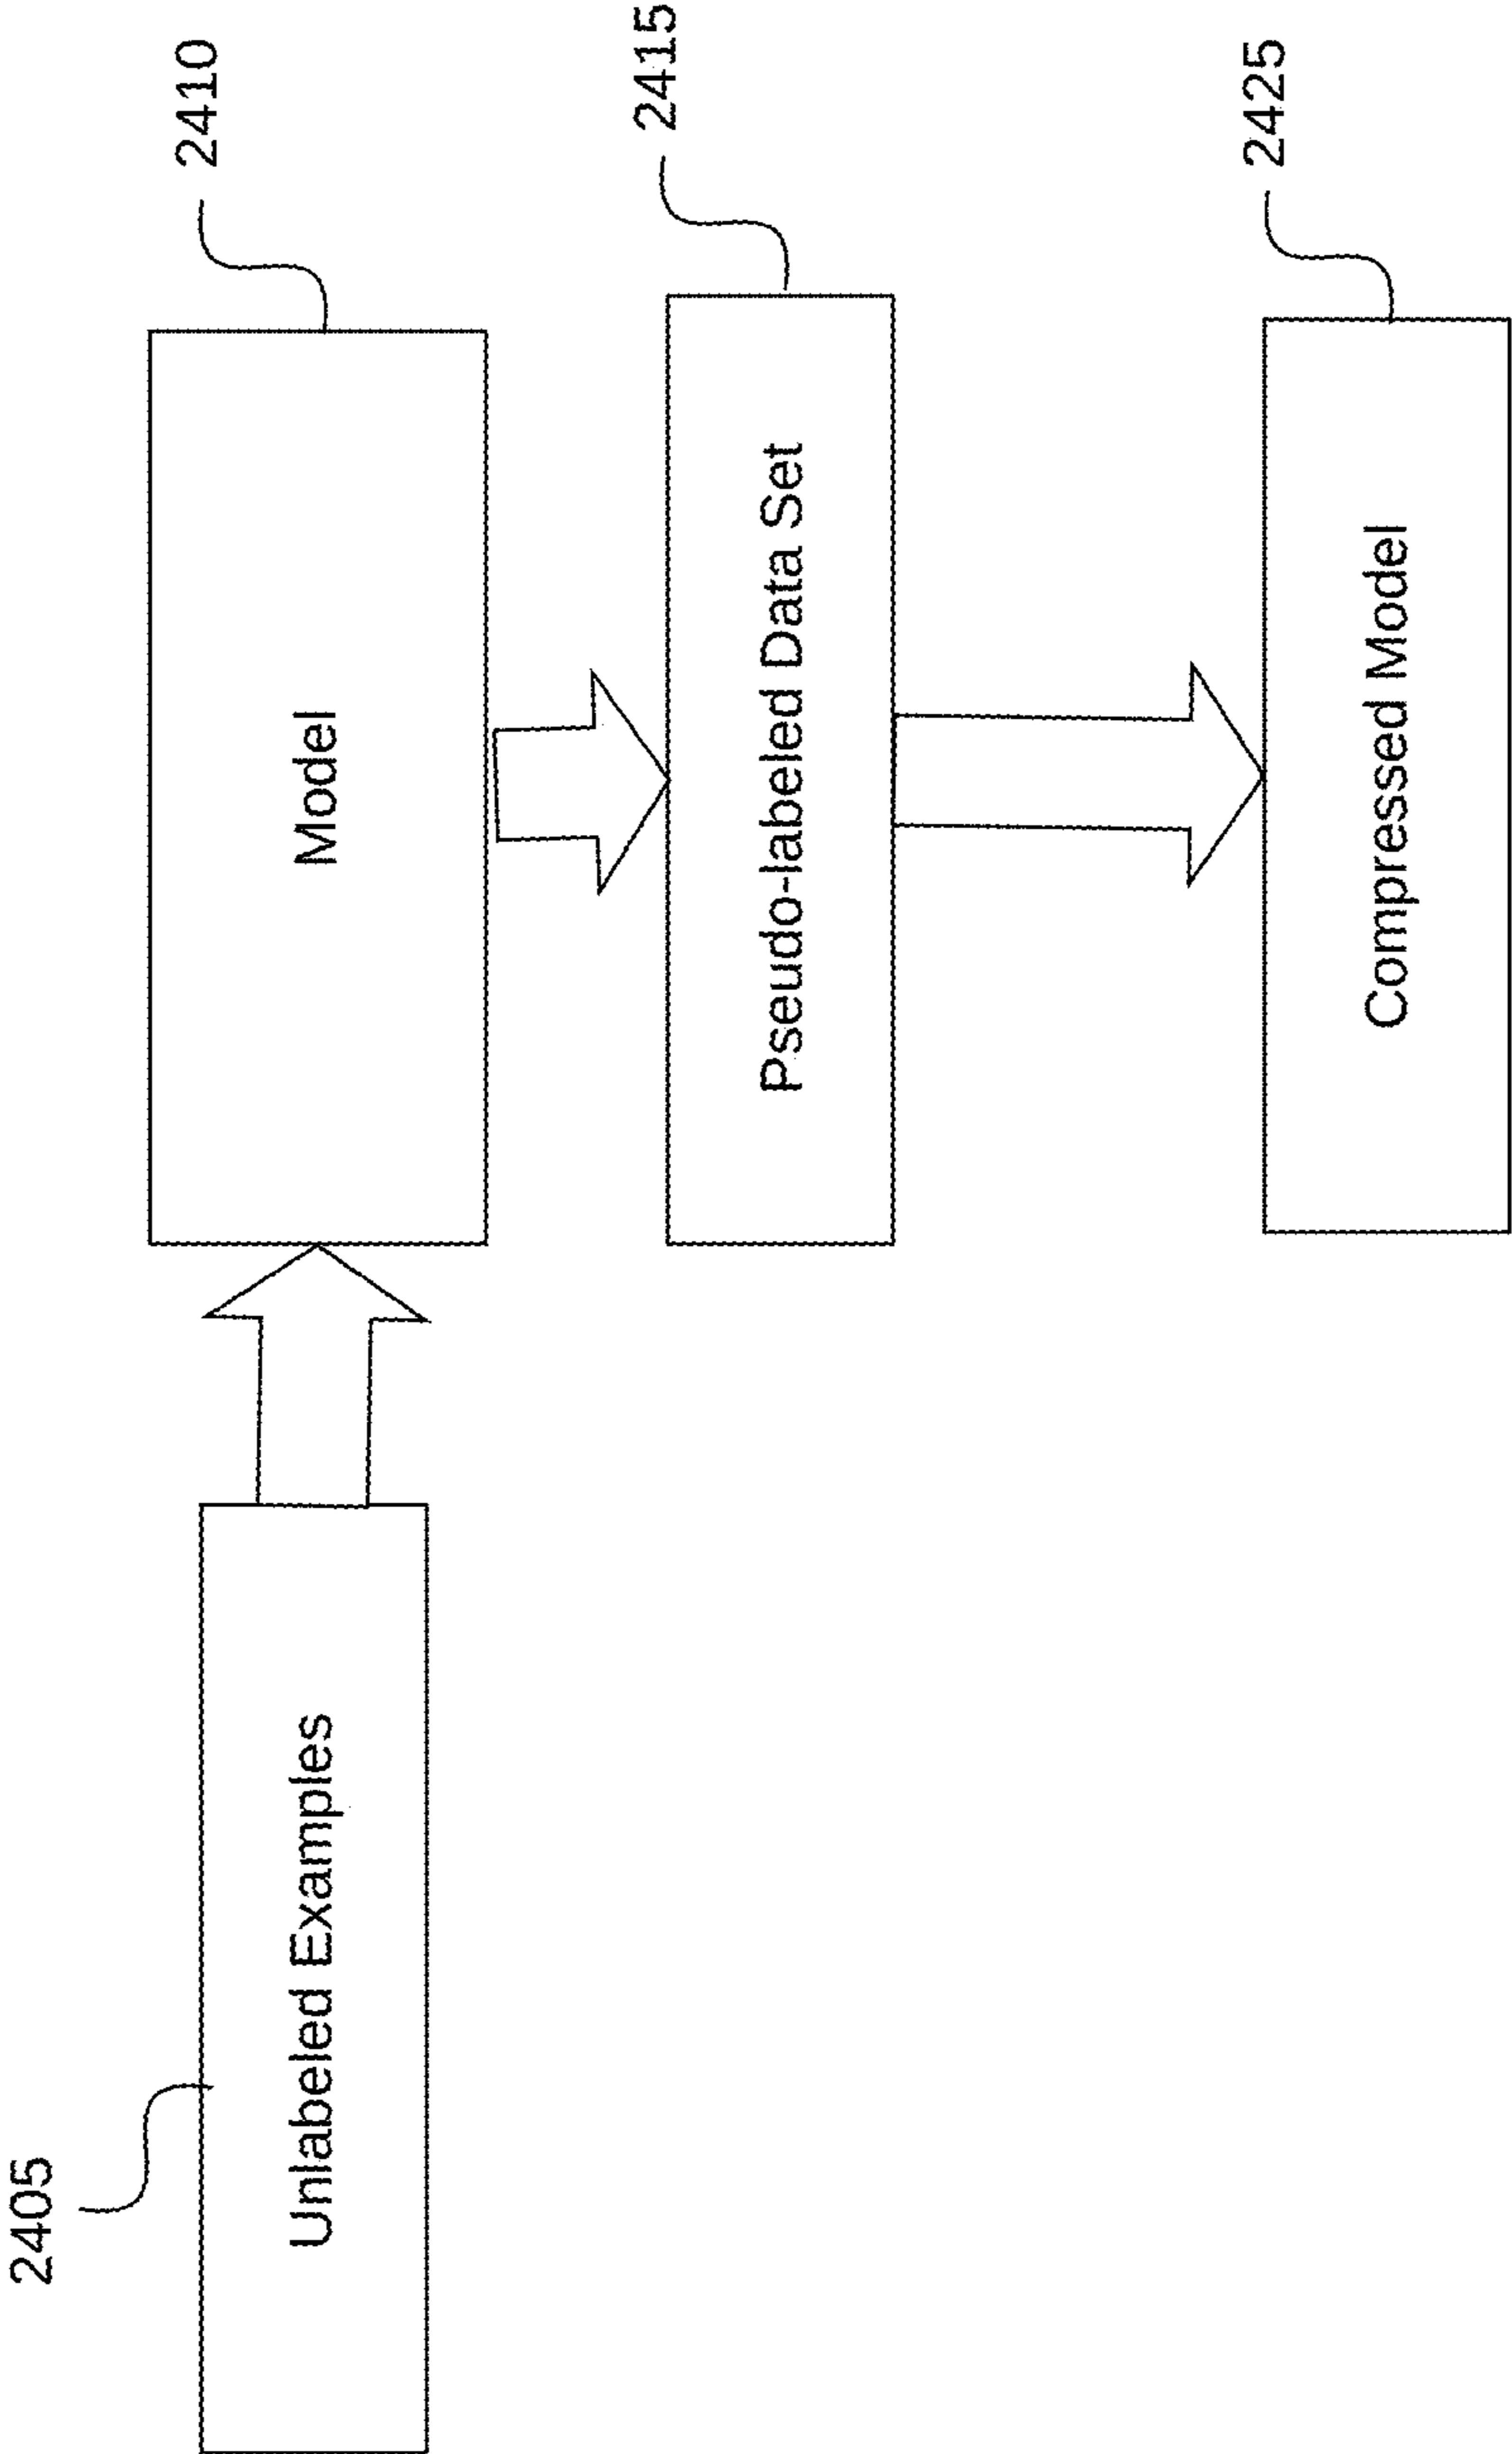 2405
Unlabeled Examples
2410
Model
2415
Pseudo-labeled Data Set
2425
Compressed Model